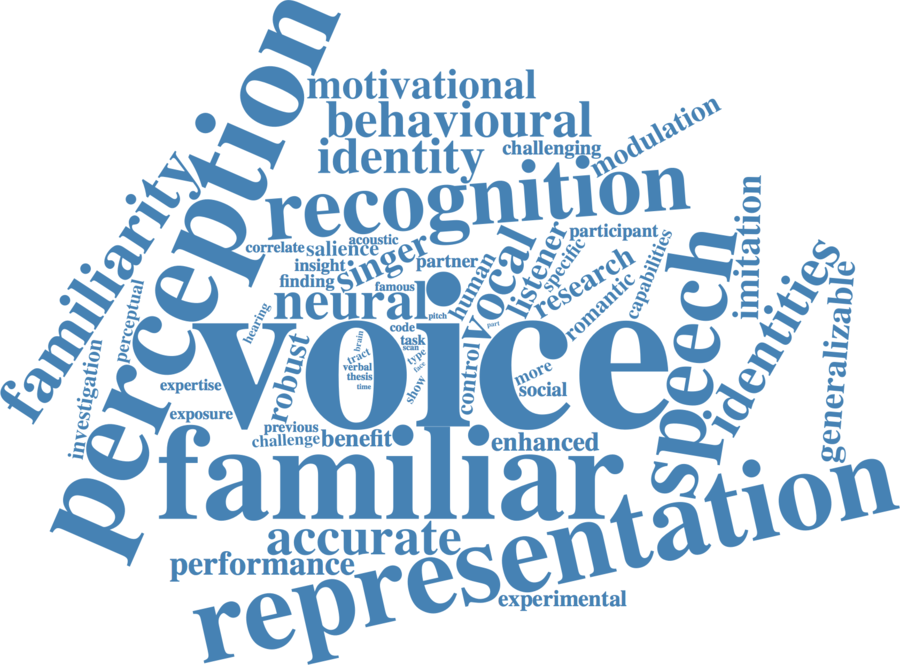 perception
motivational
behavioural
identity
challenging
modulation
familiarity
recognition
correlate
salience
acoustic
participant
insight
singer
partner
finding
famous
human
vocal
listener
specific
research
romantic
capabilities
speech
imitation
identities
generalizable
perceptual
investigation
hearing
neural
pitch
part
voice
code
brain
task
scan
tract
type
verbal
face
thesis
time
show
control
more
social
expertise
robust
exposure
previous
challenge
benefit
enhanced
familiar
accurate
performance
representation
experimental